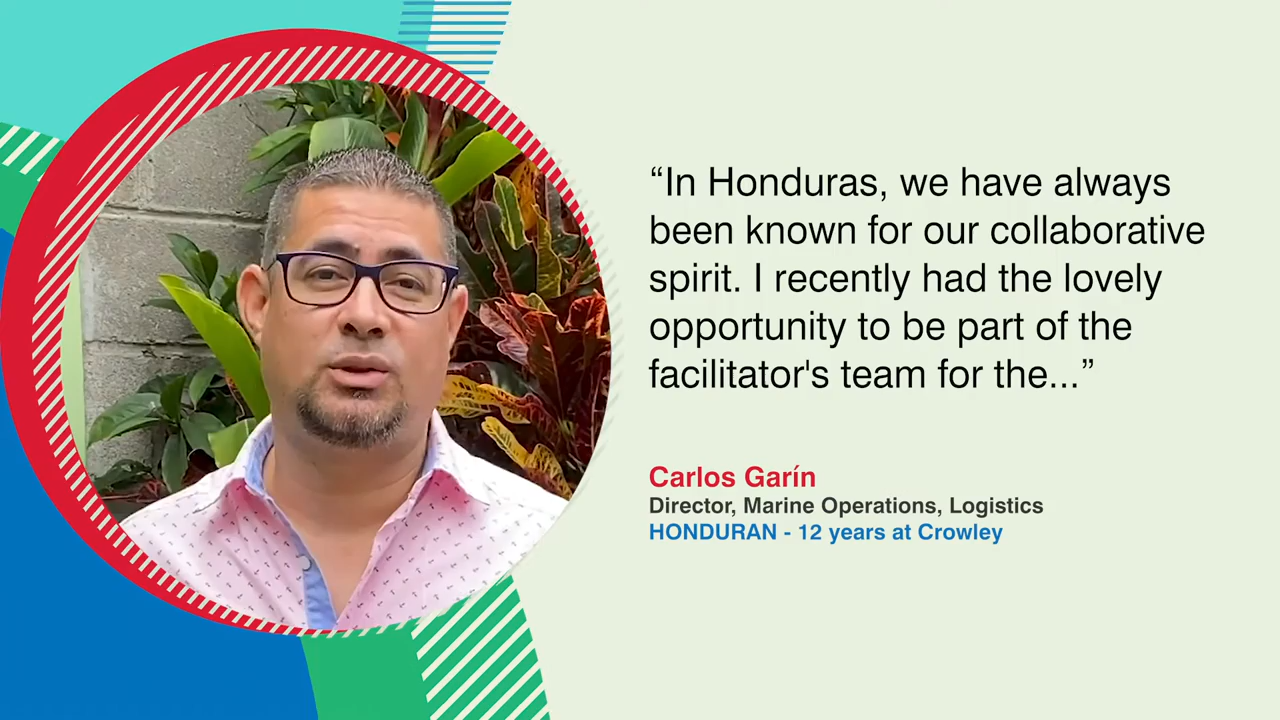 “In Honduras, we have always
been known for our collaborative
spirit. I recently had the lovely
opportunity to be part of the
facilitator's team for the...”
Carlos Garín
Director, Marine Operations, Logistics
HONDURAN - 12 years at Crowley